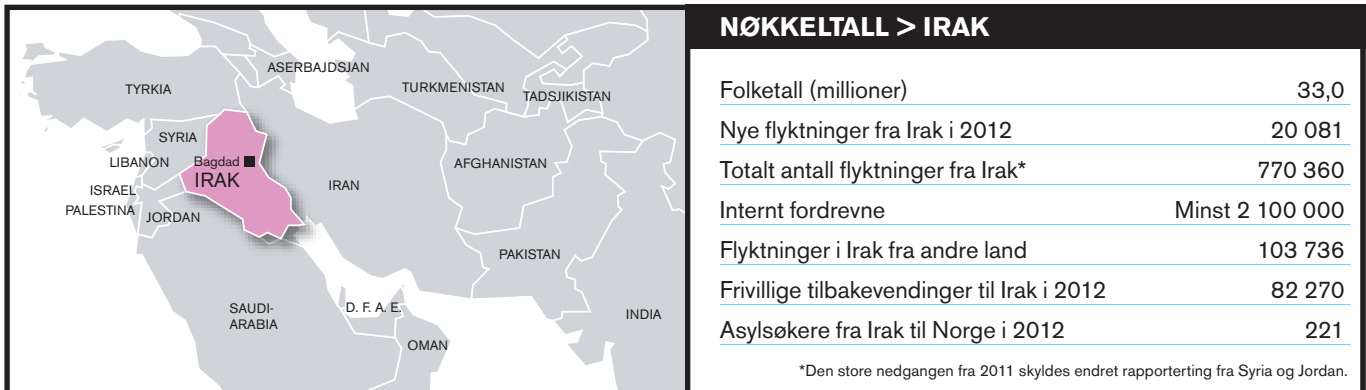 ASERBAJDSJAN
TYRKIA
TURKMENISTAN
TADSJIKISTAN
SYRIA
LIBANON
Bagdad
AFGHANISTAN
IRAK
IRAN
ISRAEL
PALESTINA
JORDAN
PAKISTAN
SAUDI-
ARABIA
D. F. A. E.
INDIA
OMAN
NØKKELTALL > IRAK
Folketall (millioner) 33,0
Nye flyktninger fra Irak i 2012 20 081
Totalt antall flyktninger fra Irak* 770 360
Internt fordrevne Minst 2 100 000
Flyktninger i Irak fra andre land 103 736
Frivillige tilbakevendinger til Irak i 2012 82 270
Asylsøkere fra Irak til Norge i 2012 221
*Den store nedgangen fra 2011 skyldes endret rapporterting fra Syria og Jordan.